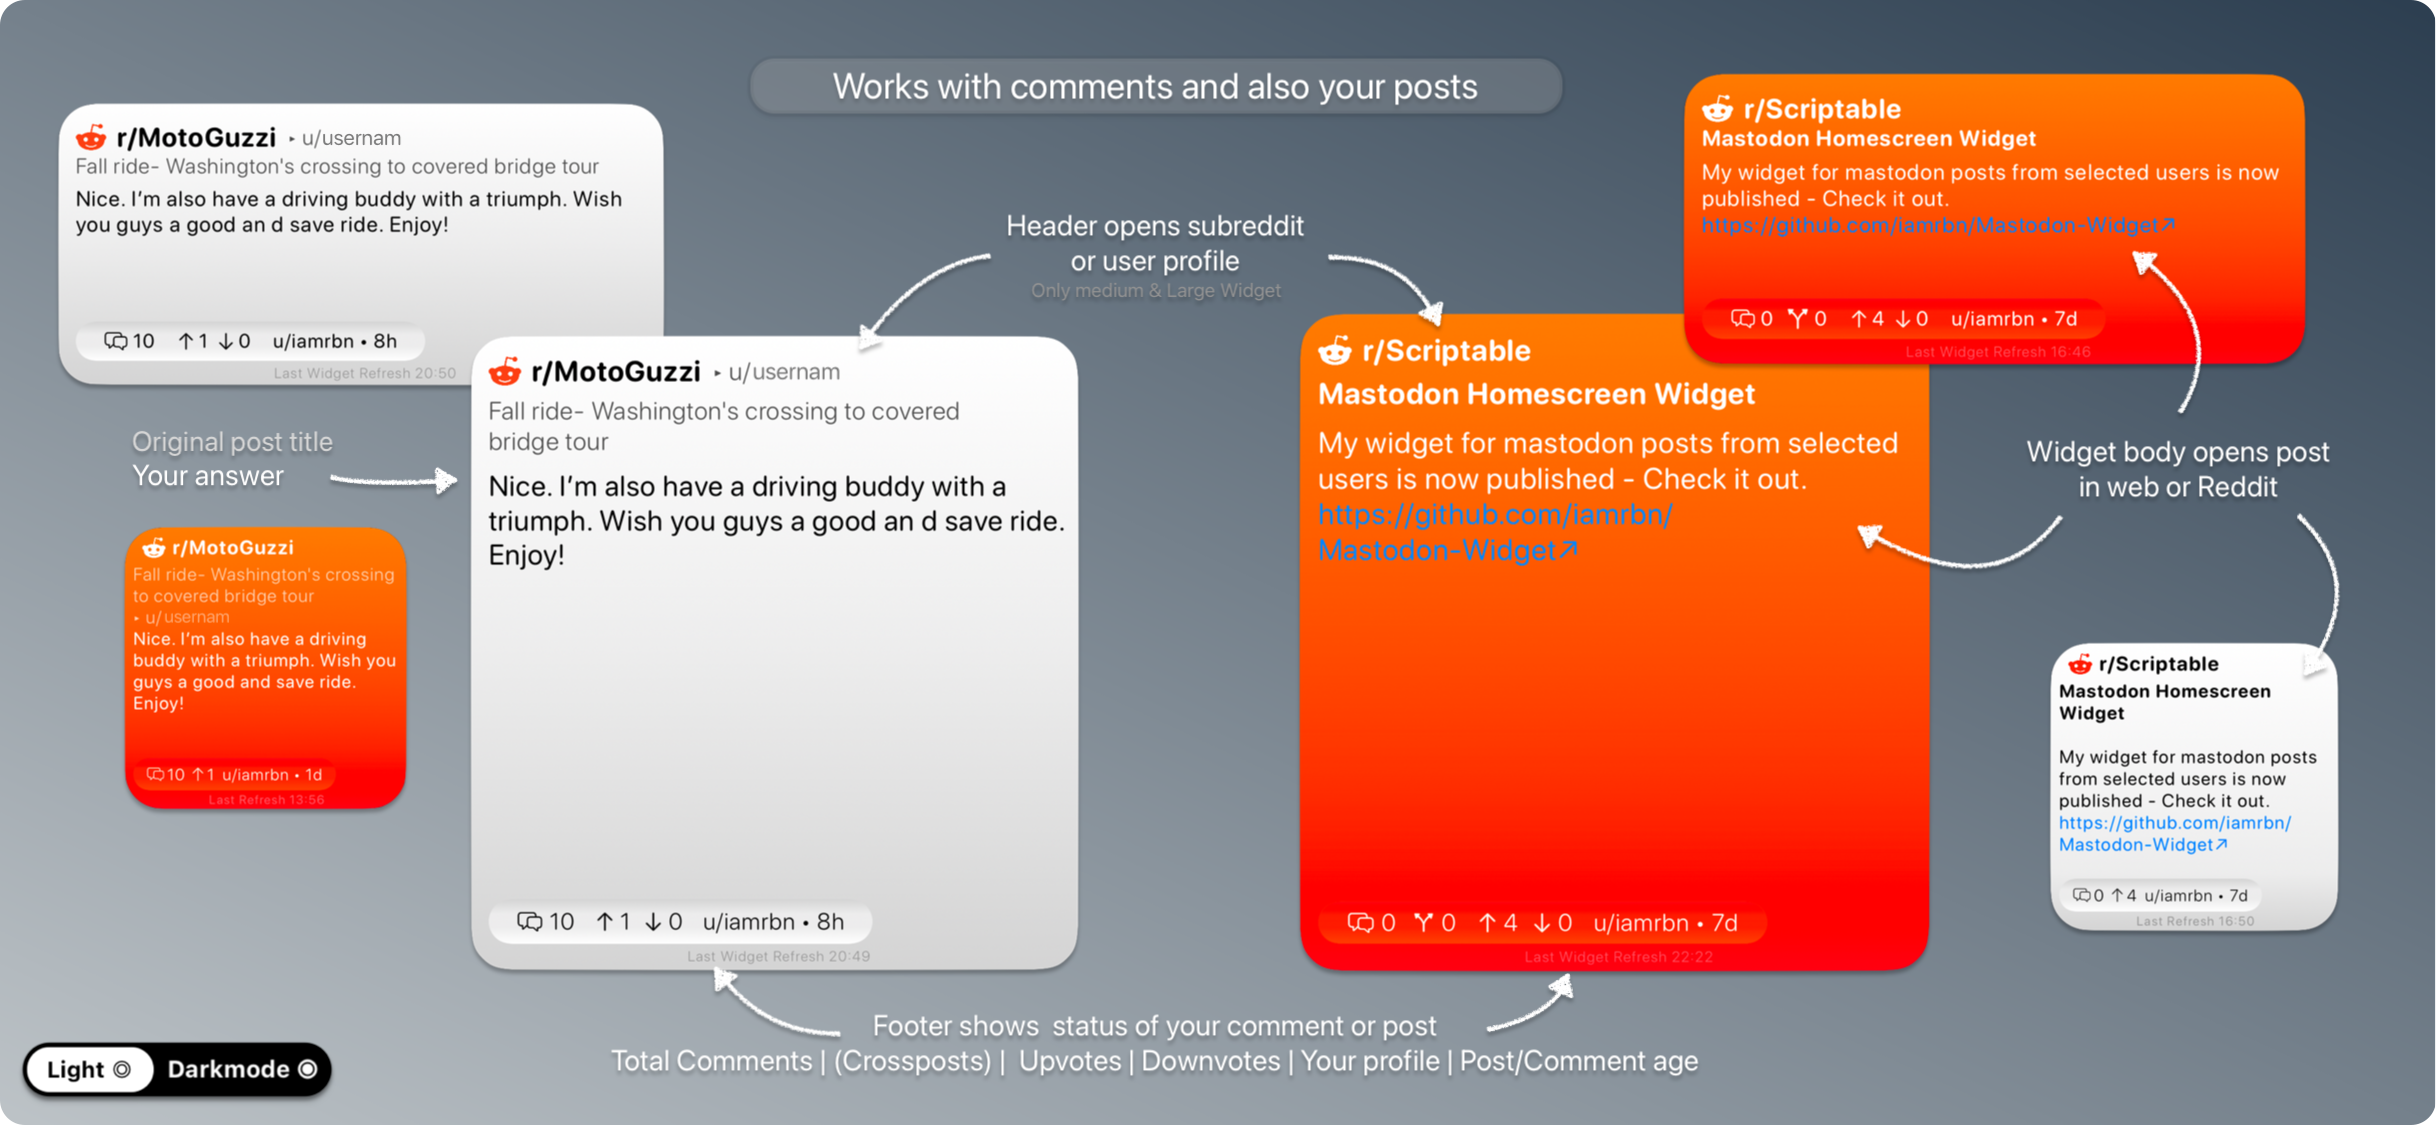 Works with comments and also your posts
r/MotoGuzzi ‣ u/usernam
Fall ride- Washington's crossing to covered bridge tour
Nice. I’m also have a driving buddy with a triumph. Wish
you guys a good an d save ride. Enjoy!
10 ↑1 ↓0 u/iamrbn • 8h
Last Widget Refresh 20:50
Original post title
Your answer
r/MotoGuzzi
Fall ride- Washington's crossing
to covered bridge tour
‣ u/usernam
Nice. I’m also have a driving
buddy with a triumph. Wish you
guys a good and save ride.
Enjoy!
10 ↑1 u/iamrbn • 1d
Last Refresh 13:56
Header opens subreddit
or user profile
Only medium & Large Widget
r/MotoGuzzi ‣ u/usernam
Fall ride- Washington's crossing to covered
bridge tour
Nice. I’m also have a driving buddy with a
triumph. Wish you guys a good an d save ride.
Enjoy!
10 ↑1 ↓0 u/iamrbn • 8h
Last Widget Refresh 20:49
r/Scriptable
Mastodon Homescreen Widget
My widget for mastodon posts from selected
users is now published - Check it out.
https://github.com/iamrbn/
Mastodon-Widget↗
0 0 ↑4 ↓0 u/iamrbn • 7d
Last Widget Refresh 22:22
r/Scriptable
Mastodon Homescreen Widget
My widget for mastodon posts from selected users is now
published - Check it out.
https://github.com/iamrbn/Mastodon-Widget↗
0 0 ↑4 ↓0 u/iamrbn • 7d
Last Widget Refresh 16:46
Widget body opens post
in web or Reddit
r/Scriptable
Mastodon Homescreen
Widget
My widget for mastodon posts
from selected users is now
published - Check it out.
https://github.com/iamrbn/
Mastodon-Widget↗
0 ↑4 u/iamrbn • 7d
Last Refresh 16:50
Footer shows status of your comment or post
Total Comments | (Crossposts) | Upvotes | Downvotes | Your profile | Post/Comment age
Light Darkmode